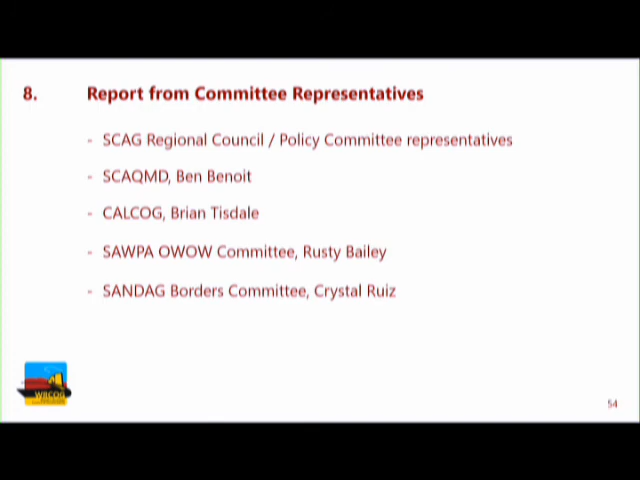 8. Report from Committee Representatives
- SCAG Regional Council / Policy Committee representatives
- SCAQMD, Ben Benoit
- CALCOG, Brian Tisdale
- SAWPA OWOW Committee, Rusty Bailey
- SANDAG Borders Committee, Crystal Ruiz
WRCOG
54